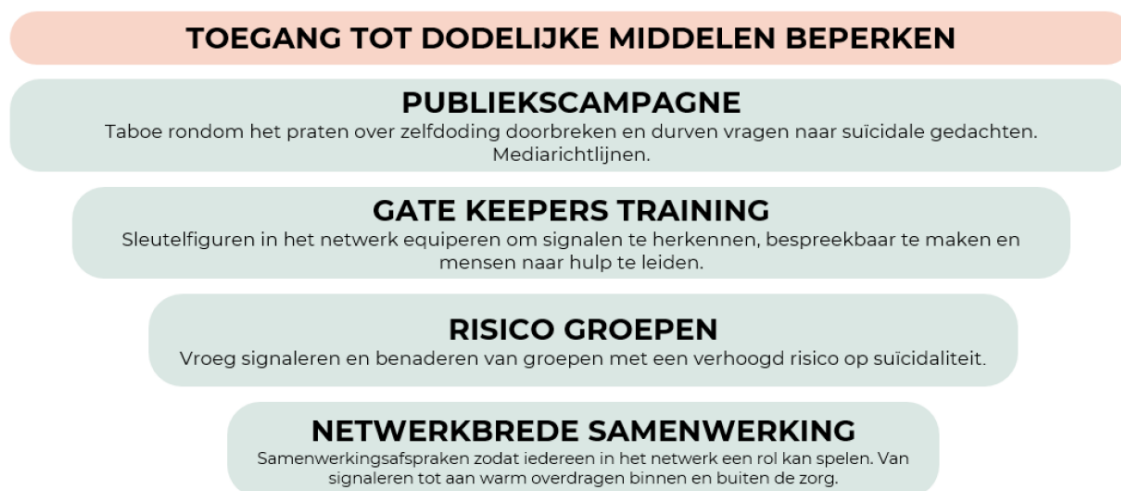 TOEGANG TOT DODELIJKE MIDDELEN BEPERKEN
PUBLIEKSCAMPAGNE
Taboe rondom het praten over zelfdoding doorbreken en durven vragen naar suïcidale gedachten.
Mediarichtlijnen.
GATE KEEPERS TRAINING
Sleutelfiguren in het netwerk equiperen om signalen te herkennen, bespreekbaar te maken en
mensen naar hulp te leiden.
RISICO GROEPEN
Vroeg signaleren en benaderen van groepen met een verhoogd risico op suïcidaliteit.
NETWERKBREDE SAMENWERKING
Samenwerkingsafspraken zodat iedereen in het netwerk een rol kan spelen. Van
signaleren tot aan warm overdragen binnen en buiten de zorg.